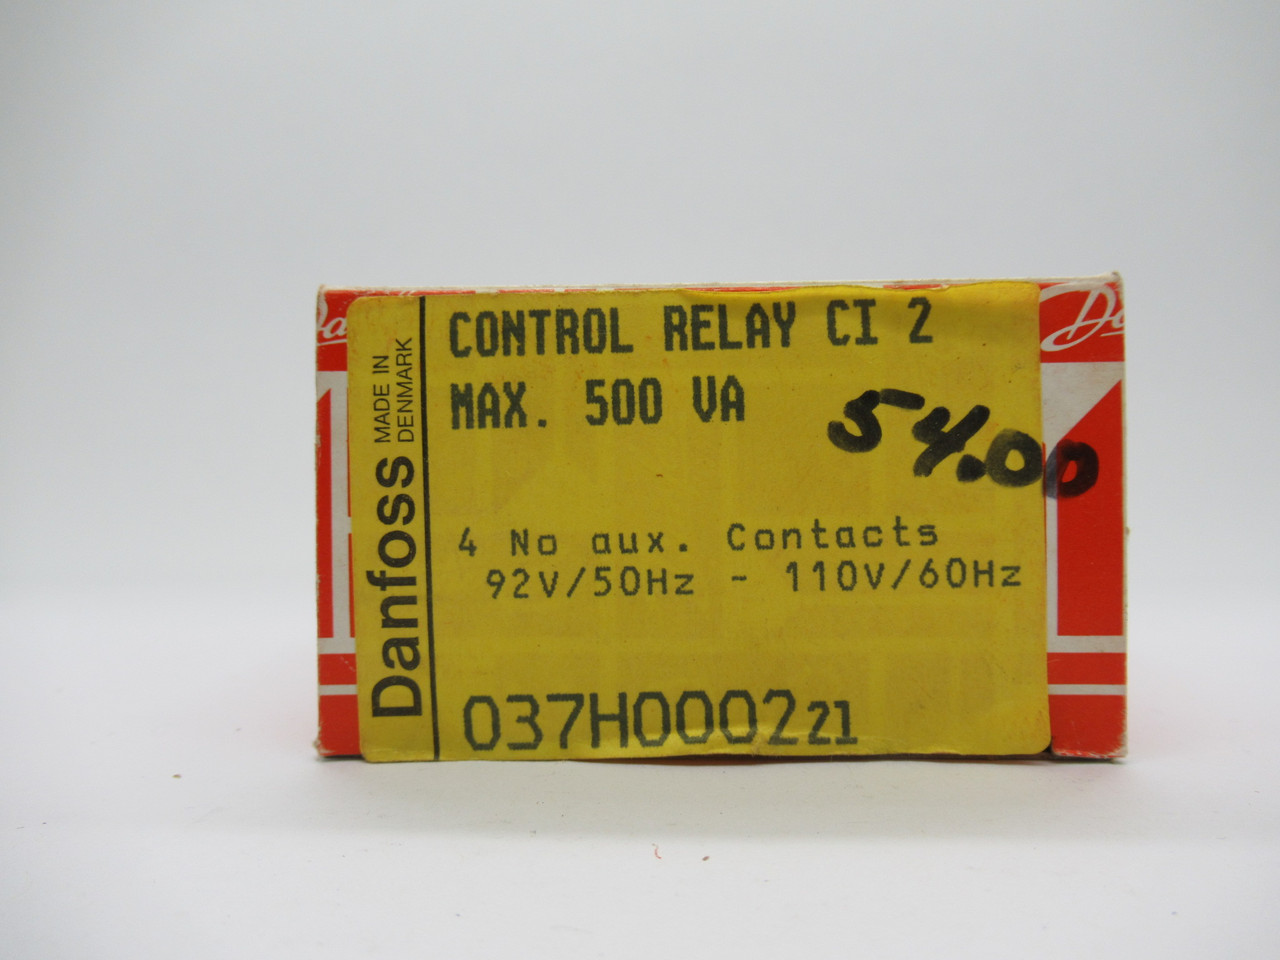 CONTROL RELAY CI 2
MAX. 500 VA
54.00
4 No aux. Contacts
92V/50Hz - 110V/60Hz
037H0002 21
Danfoss
MADE IN
DENMARK
Da